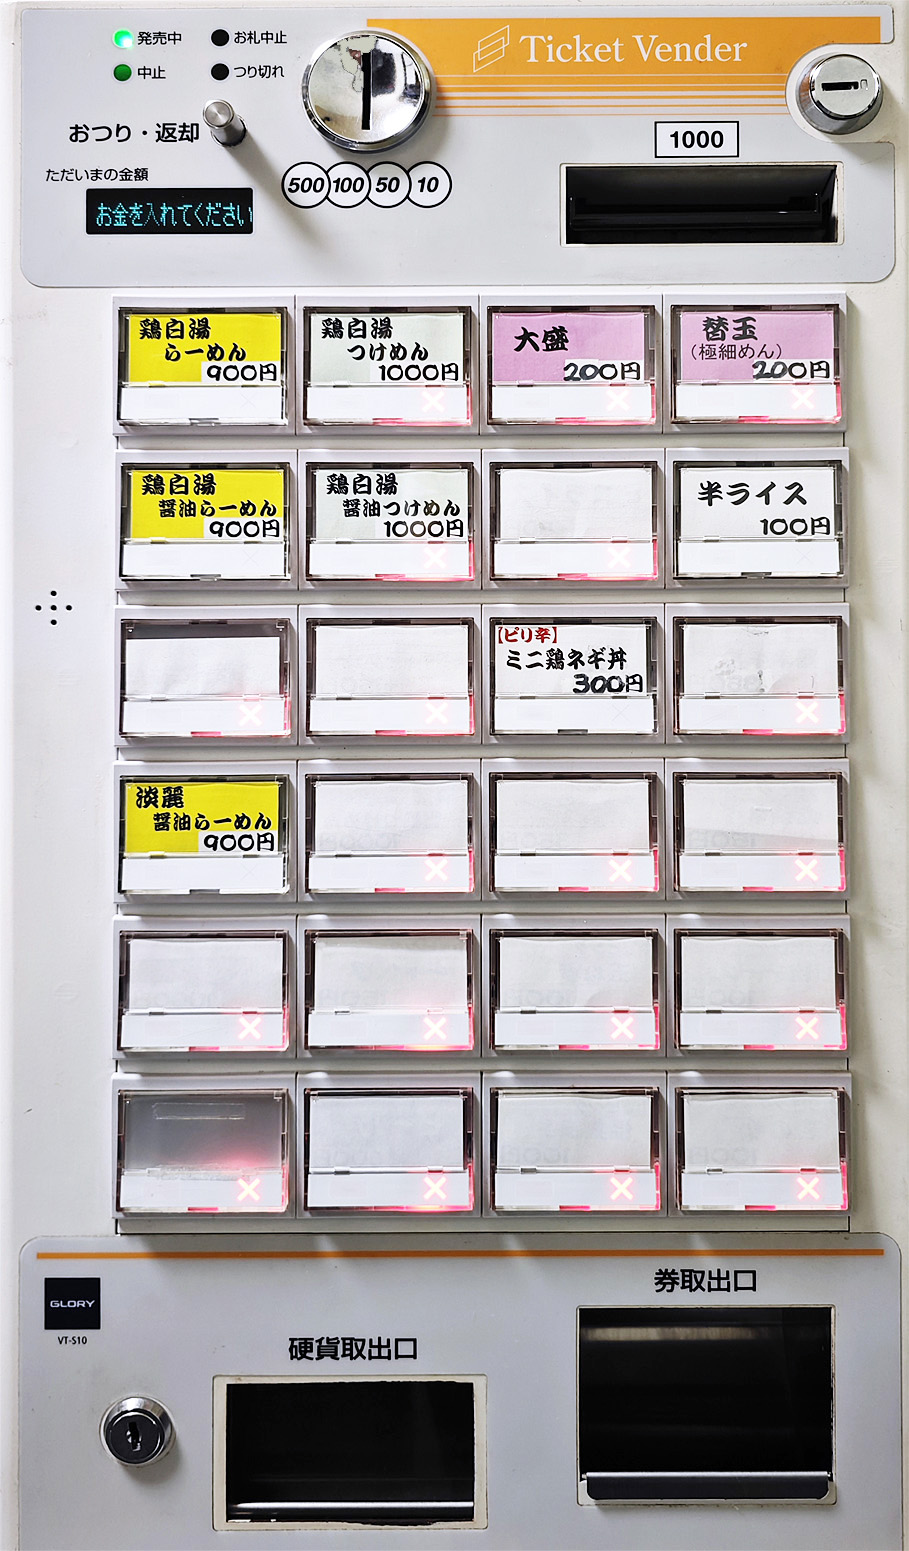 発売中
お札中止
中止
つり切れ
Ticket Vender
おつり・返却
1000
ただいまの金額
500 100 50 10
お金を入れてください
鶏白湯
らーめん
900円
鶏白湯
つけめん
1000円
大盛
200円
替玉
(極細めん)
200円
鶏白湯
醤油らーめん
900円
鶏白湯
醤油つけめん
1000円
半ライス
100円
【ピリ辛】
ミニ鶏ネギ丼
300円
淡麗
醤油らーめん
900円
券取出口
GLORY
VT-S10
硬貨取出口